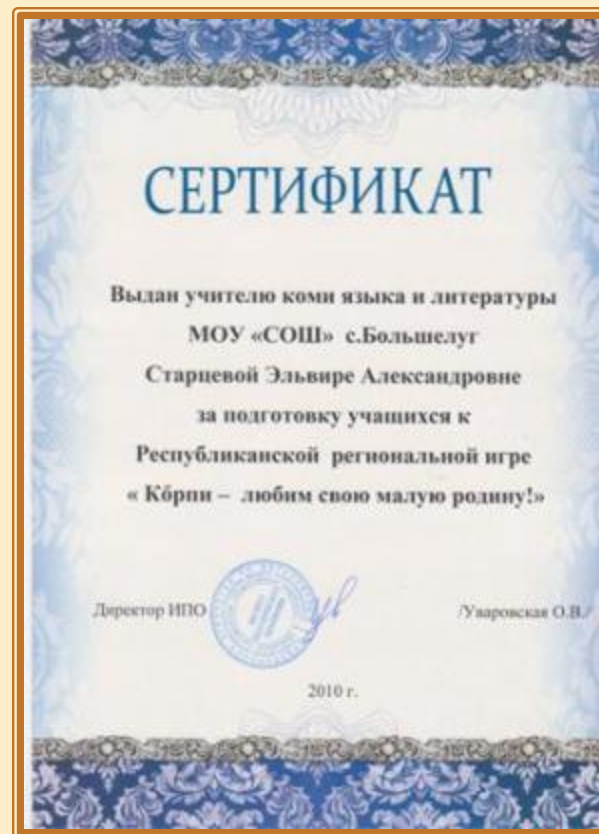 СЕРТИФИКАТ
Выдан учителю коми языка и литературы
МОУ «СОШ» с.Большелуг
Старцевой Эльвире Александровне
за подготовку учащихся к
Республиканской региональной игре
« Кóрпи – любим свою малую родину!»
Директор ИПО /Уваровская О.В./
2010 г.